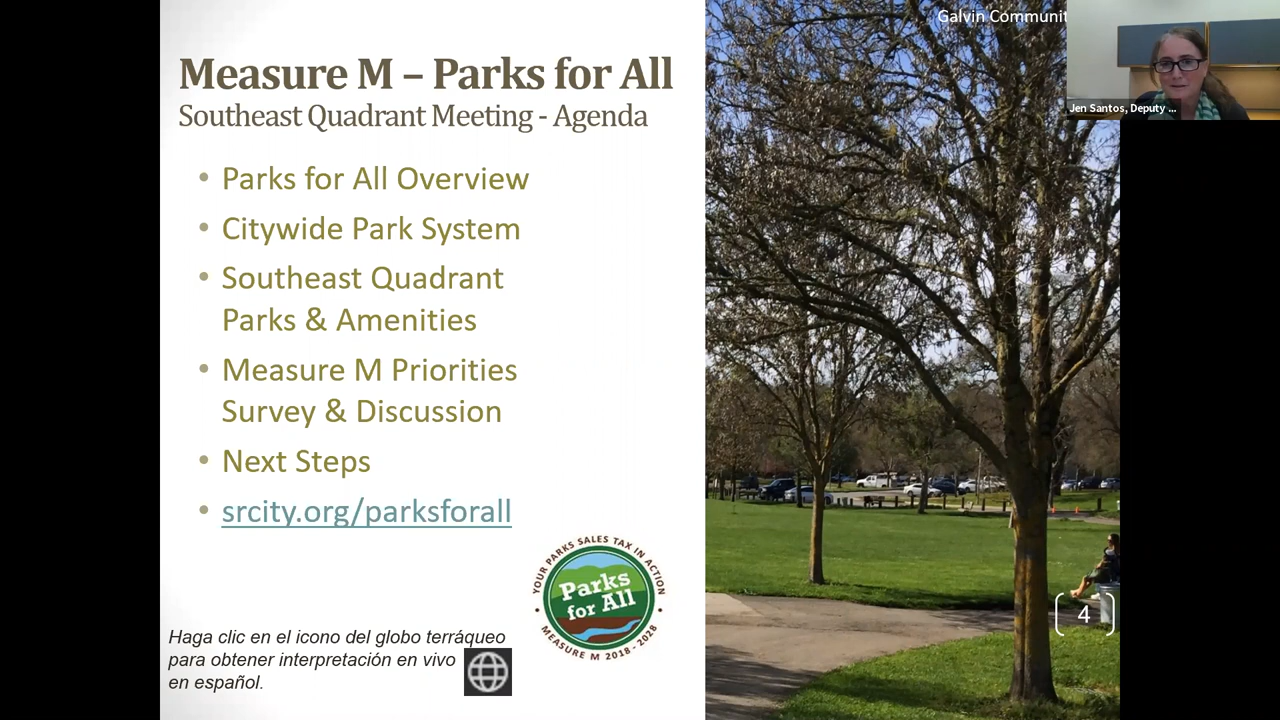 Galvin Communit
Measure M – Parks for All
Southeast Quadrant Meeting - Agenda
Jen Santos, Deputy ...
• Parks for All Overview
• Citywide Park System
• Southeast Quadrant
Parks & Amenities
• Measure M Priorities
Survey & Discussion
• Next Steps
• srcity.org/parksforall
YOUR PARKS SALES TAX IN ACTION
Parks
for All
• MEASURE M 2018 - 2028 •
4
Haga clic en el icono del globo terráqueo
para obtener interpretación en vivo
en español.